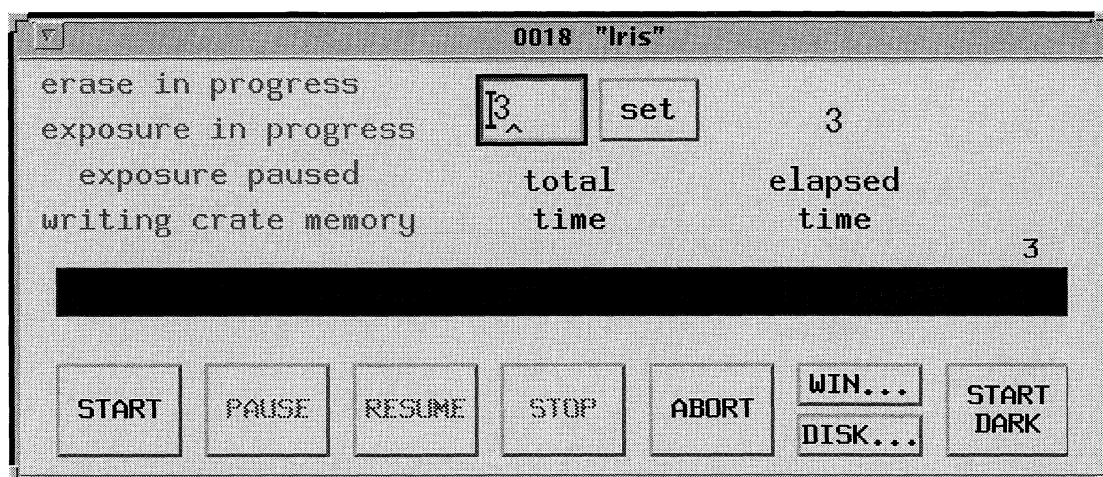 0018 "Iris"
erase in progress
exposure in progress
exposure paused
writing crate memory
3 set 3
total time
elapsed time
3
START PAUSE RESUME STOP ABORT WIN... DISK... START DARK